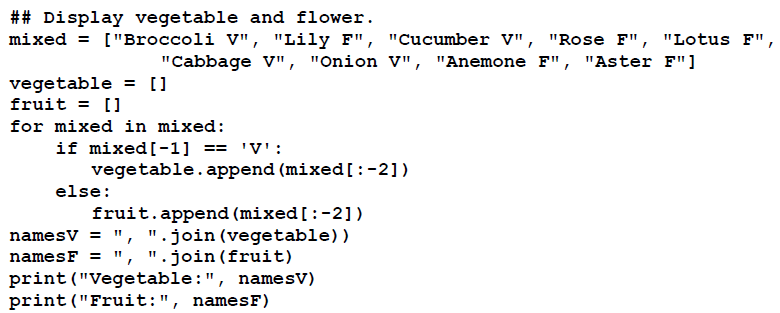 ## Display vegetable and flower.
mixed = ["Broccoli V", "Lily F", "Cucumber V", "Rose F", "Lotus F",
            "Cabbage V", "Onion V", "Anemone F", "Aster F"]
vegetable = []
fruit = []
for mixed in mixed:
    if mixed[-1] == 'V':
       vegetable.append(mixed[:-2])
    else:
       fruit.append(mixed[:-2])
namesV = ", ".join(vegetable))
namesF = ", ".join(fruit)
print("Vegetable:", namesV)
print("Fruit:", namesF)